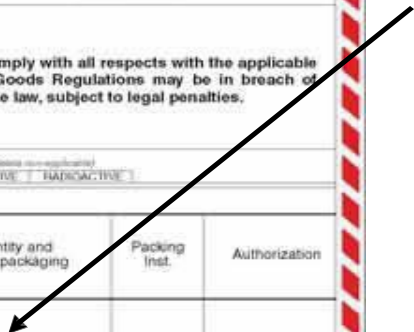 mply with all respects with the applicable
Goods Regulations may be in breach of
e law, subject to legal penalties.
RADIOACTIVE
ntity and
packaging
Packing
Inst.
Authorization